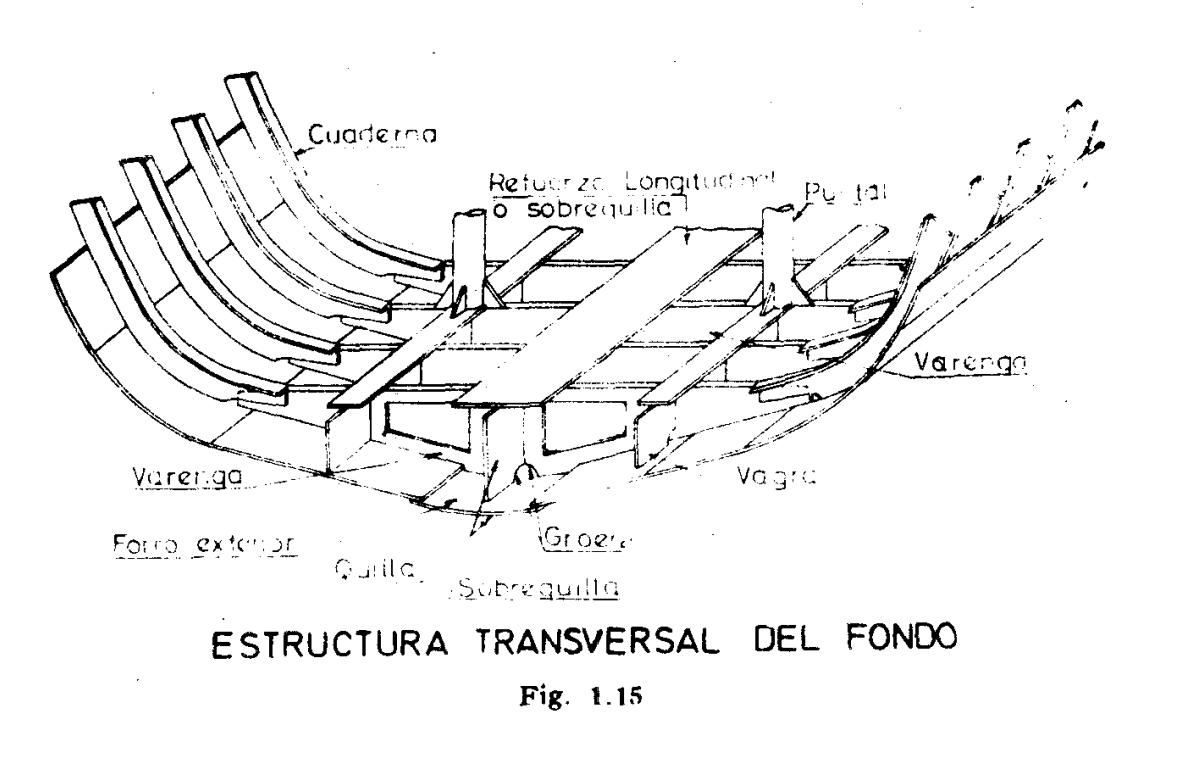 Cuaderna
Refuerzo Longitudinal
o sobrequilla
Puntal
Varenga
Varenga
Vagra
Forro exterior
Groera
Quilla
Sobrequilla
ESTRUCTURA TRANSVERSAL DEL FONDO
Fig. 1.15